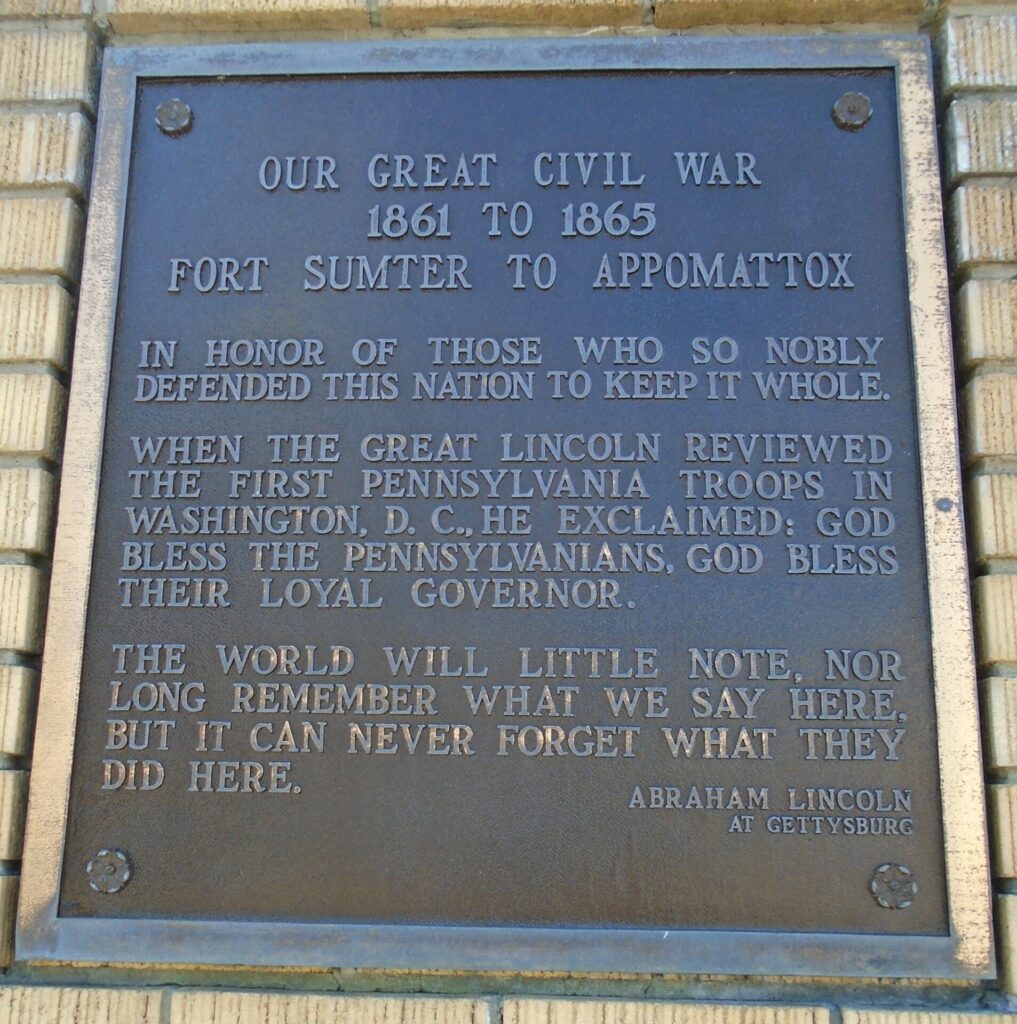 OUR GREAT CIVIL WAR
1861 TO 1865
FORT SUMTER TO APPOMATTOX
IN HONOR OF THOSE WHO SO NOBLY
DEFENDED THIS NATION TO KEEP IT WHOLE.
WHEN THE GREAT LINCOLN REVIEWED
THE FIRST PENNSYLVANIA TROOPS IN
WASHINGTON, D. C., HE EXCLAIMED: GOD
BLESS THE PENNSYLVANIANS, GOD BLESS
THEIR LOYAL GOVERNOR.
THE WORLD WILL LITTLE NOTE, NOR
LONG REMEMBER WHAT WE SAY HERE,
BUT IT CAN NEVER FORGET WHAT THEY
DID HERE.
ABRAHAM LINCOLN
AT GETTYSBURG